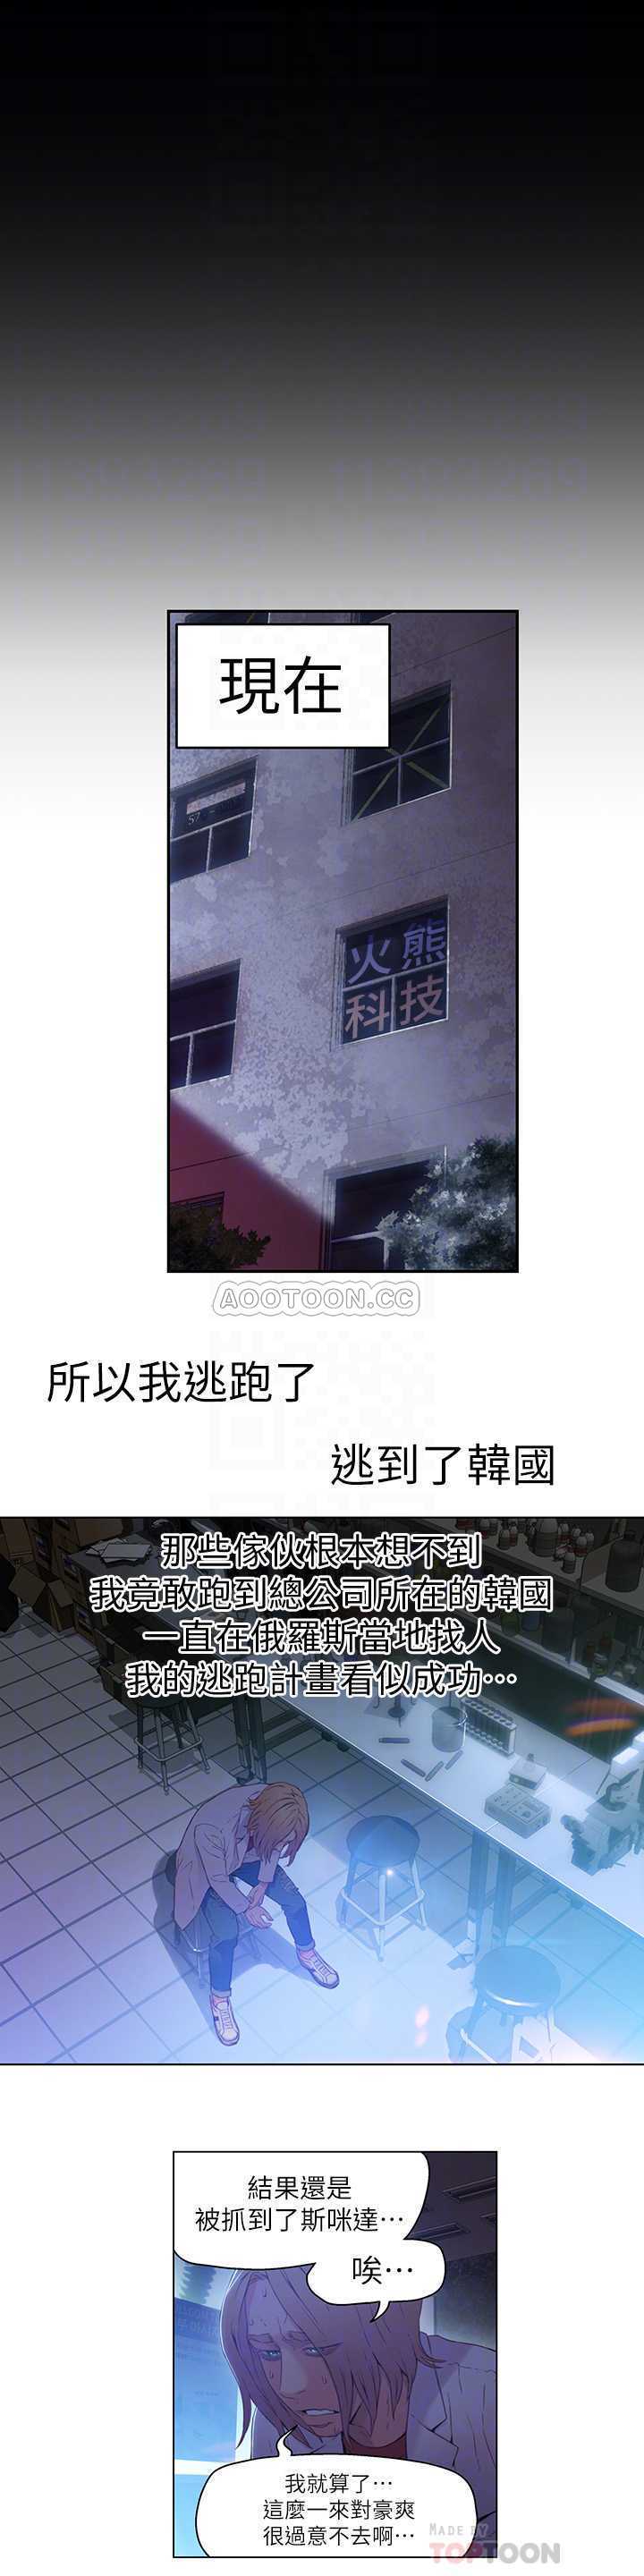 11393269 11393269
現在
火熊
科技
AOOTOON.CC
所以我逃跑了
逃到了韓國
那些傢伙根本想不到
我竟敢跑到總公司所在的韓國
一直在俄羅斯當地找人
我的逃跑計畫看似成功…
結果還是
被抓到了斯咪達…
唉…
我就算了…
這麼一來對豪爽
很過意不去啊…
MADE BY
TOPTOON